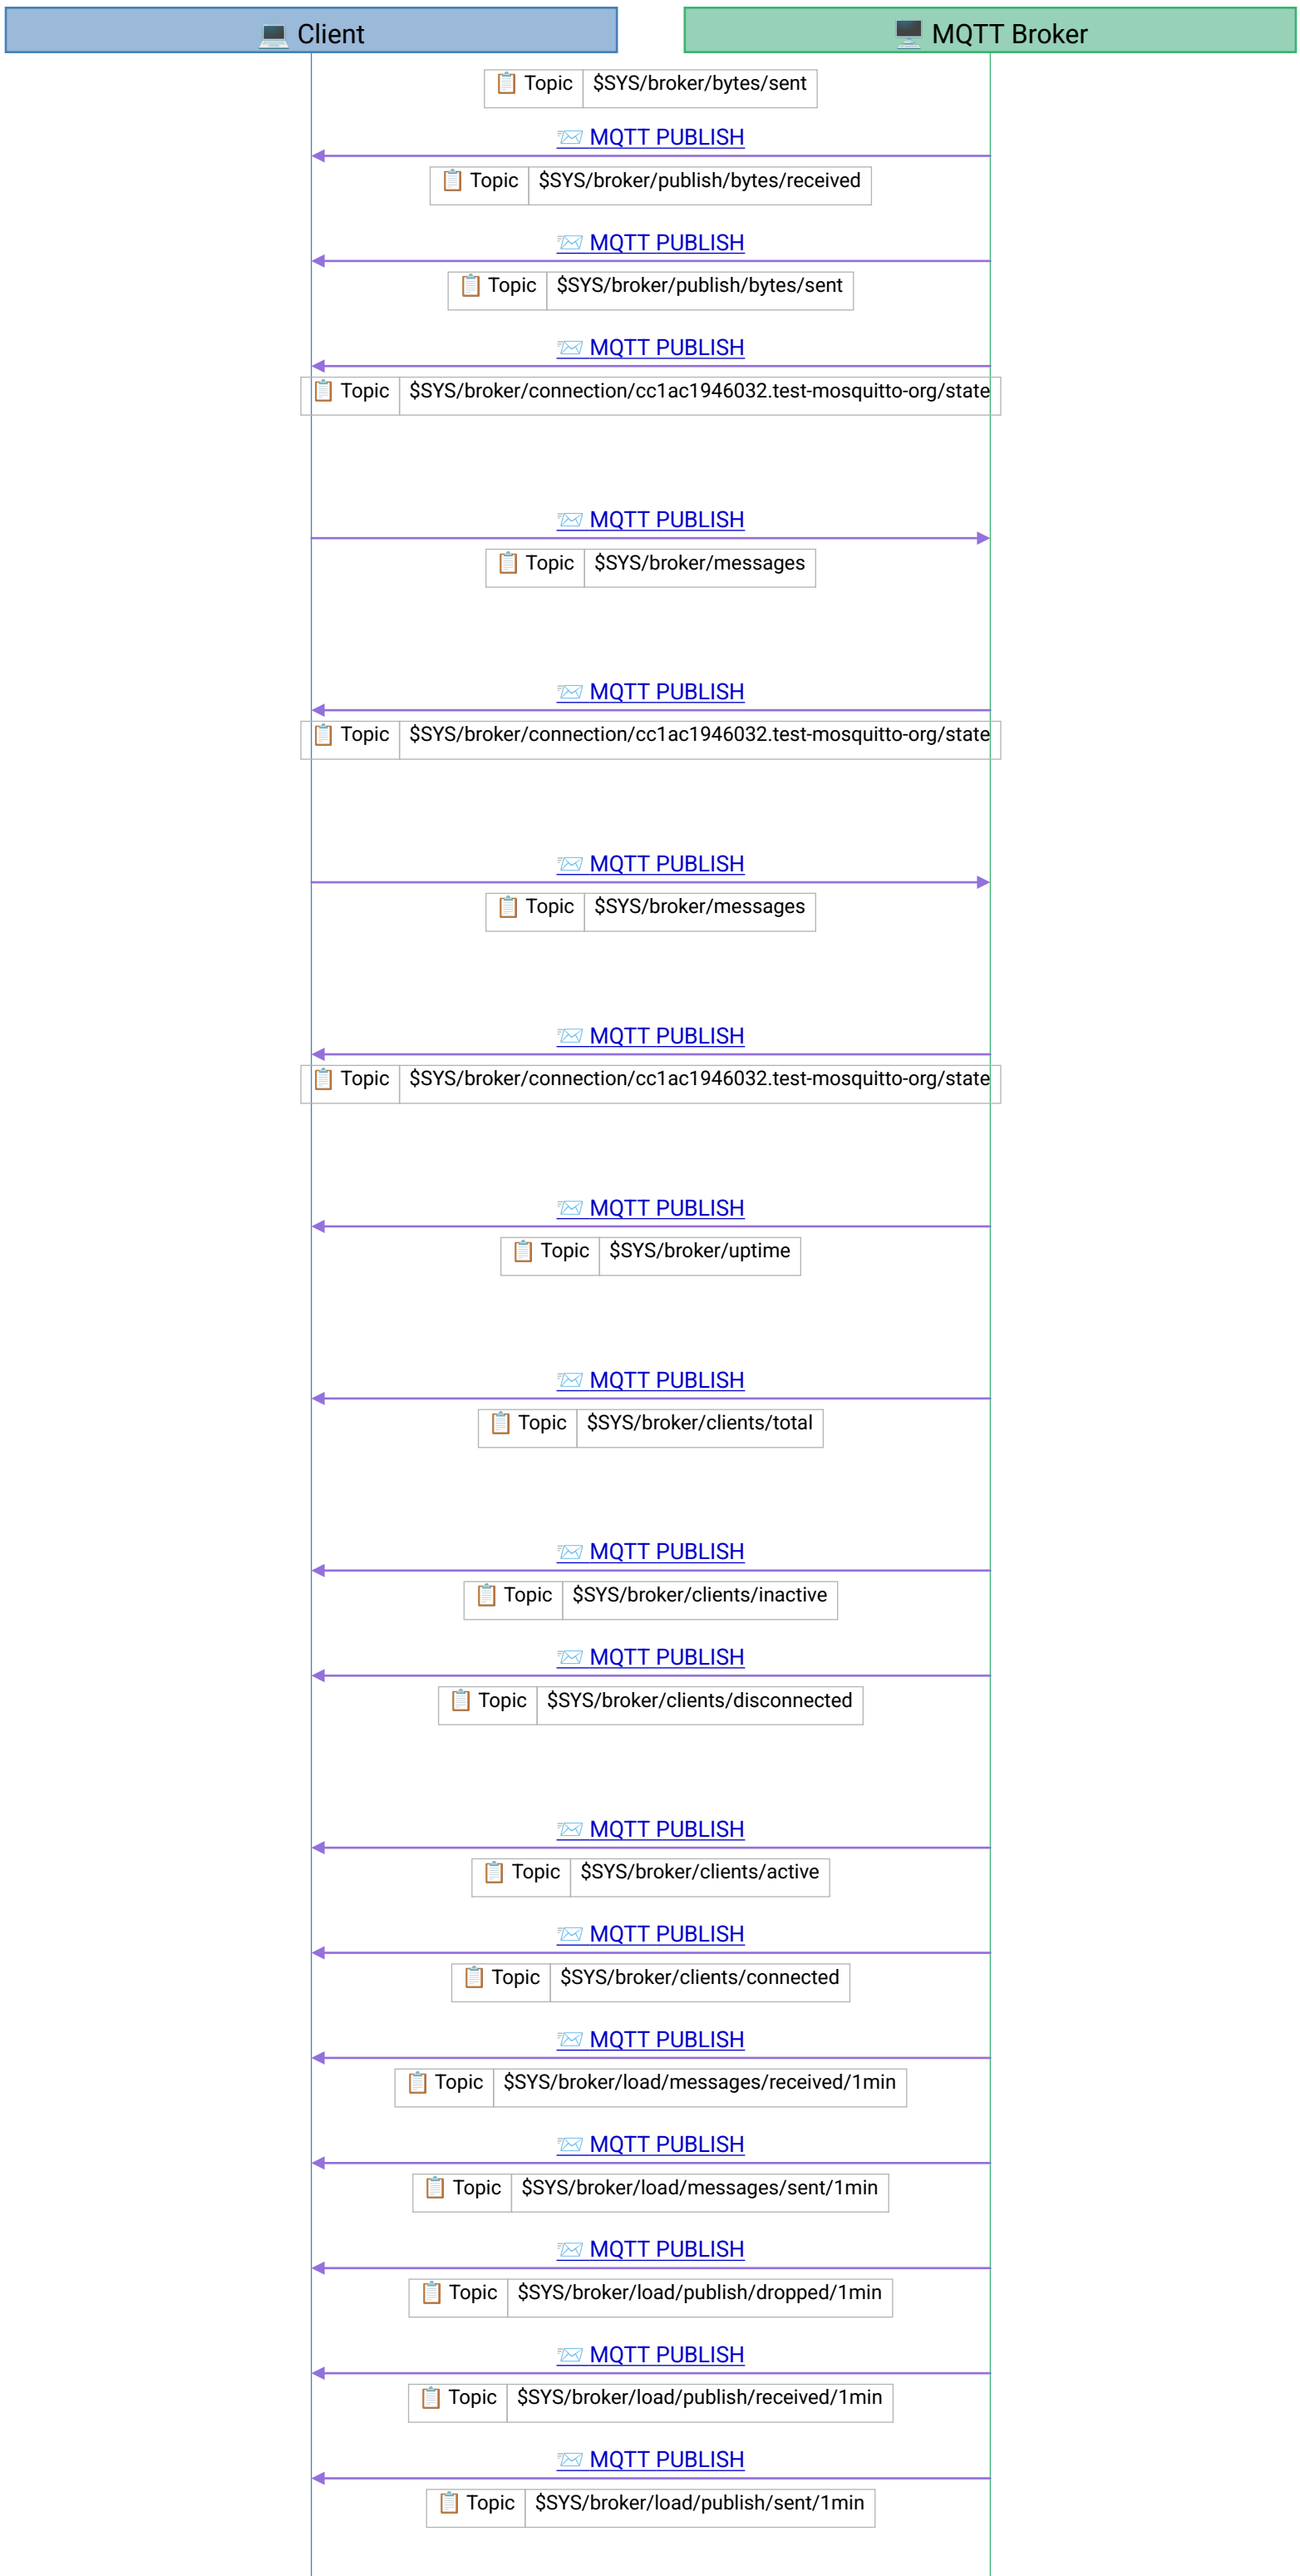 💻 Client
🖥️ MQTT Broker
📋 Topic $SYS/broker/bytes/sent
📨 MQTT PUBLISH
📋 Topic $SYS/broker/publish/bytes/received
📨 MQTT PUBLISH
📋 Topic $SYS/broker/publish/bytes/sent
📨 MQTT PUBLISH
📋 Topic $SYS/broker/connection/cc1ac1946032.test-mosquitto-org/state
📨 MQTT PUBLISH
📋 Topic $SYS/broker/messages
📨 MQTT PUBLISH
📋 Topic $SYS/broker/connection/cc1ac1946032.test-mosquitto-org/state
📨 MQTT PUBLISH
📋 Topic $SYS/broker/messages
📨 MQTT PUBLISH
📋 Topic $SYS/broker/connection/cc1ac1946032.test-mosquitto-org/state
📨 MQTT PUBLISH
📋 Topic $SYS/broker/uptime
📨 MQTT PUBLISH
📋 Topic $SYS/broker/clients/total
📨 MQTT PUBLISH
📋 Topic $SYS/broker/clients/inactive
📨 MQTT PUBLISH
📋 Topic $SYS/broker/clients/disconnected
📨 MQTT PUBLISH
📋 Topic $SYS/broker/clients/active
📨 MQTT PUBLISH
📋 Topic $SYS/broker/clients/connected
📨 MQTT PUBLISH
📋 Topic $SYS/broker/load/messages/received/1min
📨 MQTT PUBLISH
📋 Topic $SYS/broker/load/messages/sent/1min
📨 MQTT PUBLISH
📋 Topic $SYS/broker/load/publish/dropped/1min
📨 MQTT PUBLISH
📋 Topic $SYS/broker/load/publish/received/1min
📨 MQTT PUBLISH
📋 Topic $SYS/broker/load/publish/sent/1min